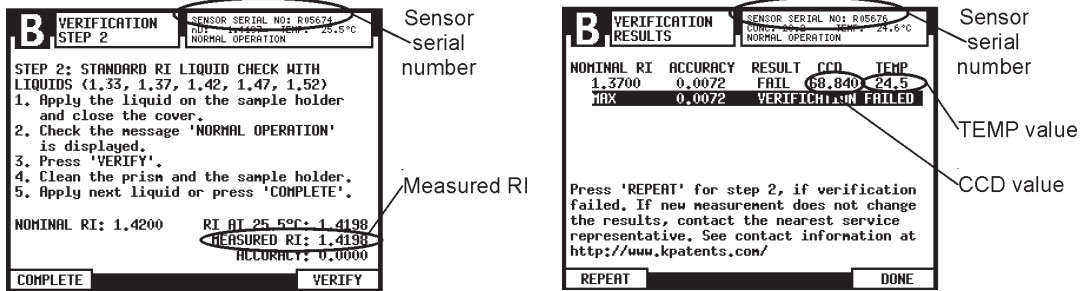 B VERIFICATION
STEP 2
SENSOR SERIAL NO: R05674
nD: 1.4197 TEMP: 25.5°C
NORMAL OPERATION
STEP 2: STANDARD RI LIQUID CHECK WITH
LIQUIDS (1.33, 1.37, 1.42, 1.47, 1.52)
1. Apply the liquid on the sample holder
and close the cover.
2. Check the message 'NORMAL OPERATION'
is displayed.
3. Press 'VERIFY'.
4. Clean the prism and the sample holder.
5. Apply next liquid or press 'COMPLETE'.
NOMINAL RI: 1.4200 RI AT 25.5°C: 1.4198
MEASURED RI: 1.4198
ACCURACY: 0.0000
COMPLETE VERIFY
Sensor
serial
number
Measured RI
B VERIFICATION
RESULTS
SENSOR SERIAL NO: R05676
CONC: 20.2 TEMP: 24.6°C
NORMAL OPERATION
NOMINAL RI ACCURACY RESULT CCD TEMP
1.3700 0.0072 FAIL 68.840 24.5
MAX 0.0072 VERIFICATION FAILED
Press 'REPEAT' for step 2, if verification
failed. If new measurement does not change
the results, contact the nearest service
representative. See contact information at
http://www.kpatents.com/
REPEAT DONE
Sensor
serial
number
TEMP value
CCD value